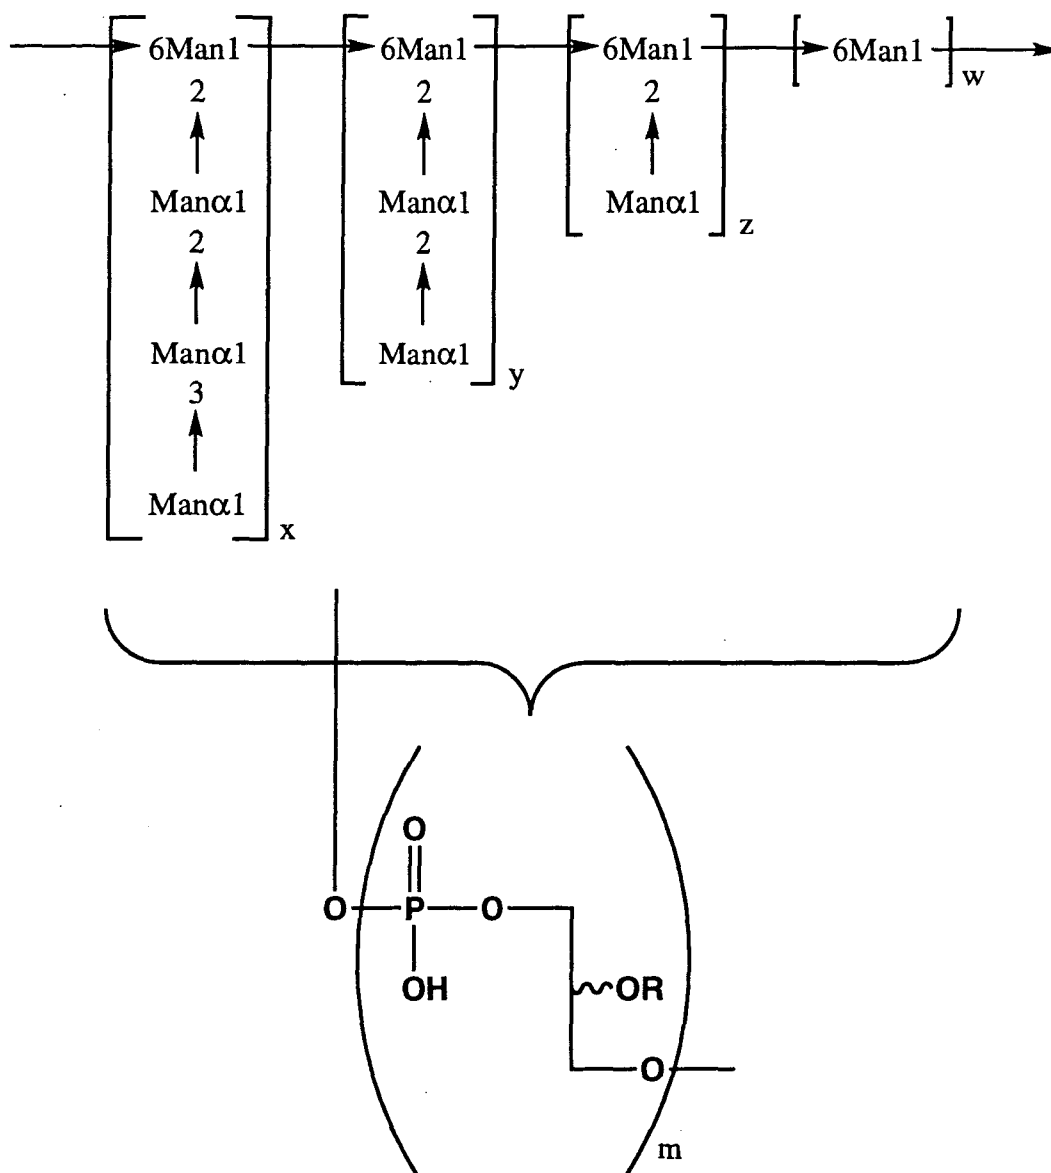 6Man1 6Man1 6Man1 6Man1
w
2 2 2
Manα1 Manα1 Manα1
z
2 2
Manα1 Manα1
y
3
Manα1
x
O
O P O
OH OR
O
m